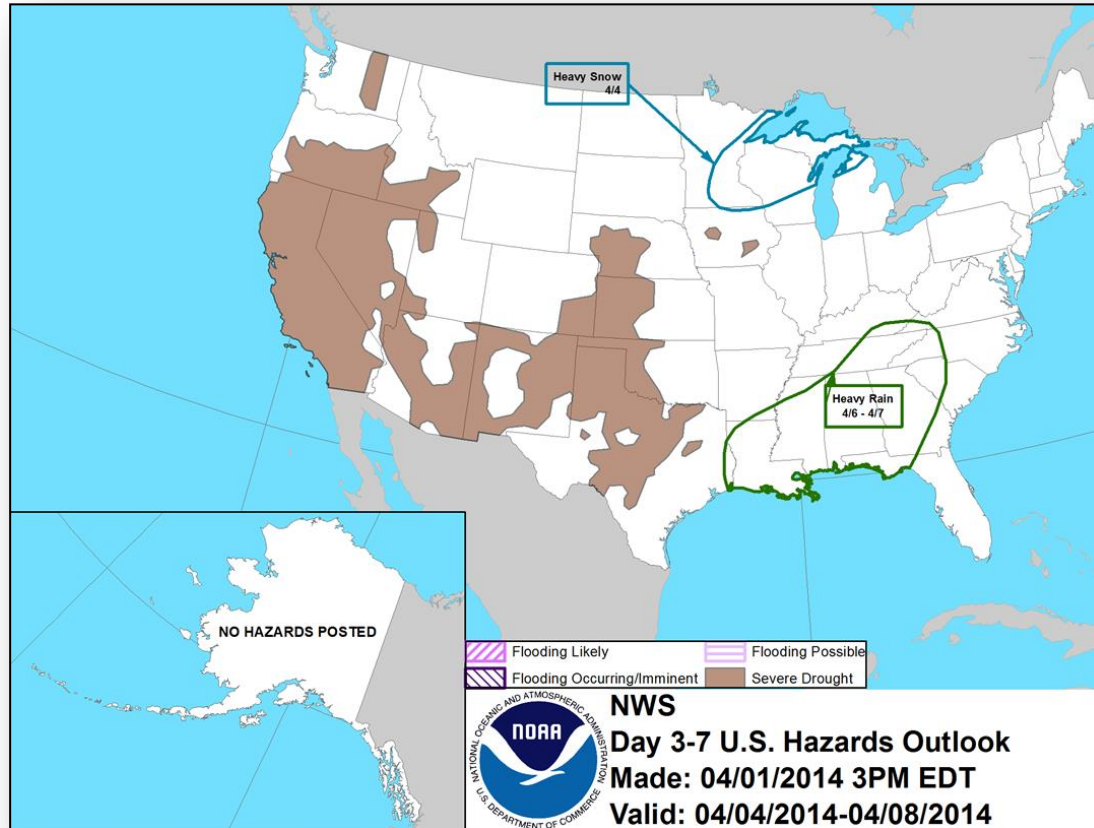 Heavy Snow
4/4
Heavy Rain
4/6 - 4/7
NO HAZARDS POSTED
Flooding Likely
Flooding Possible
Flooding Occurring/Imminent
Severe Drought
NATIONAL OCEANIC AND ATMOSPHERIC ADMINISTRATION
NOAA
U.S. DEPARTMENT OF COMMERCE
NWS
Day 3-7 U.S. Hazards Outlook
Made: 04/01/2014 3PM EDT
Valid: 04/04/2014-04/08/2014